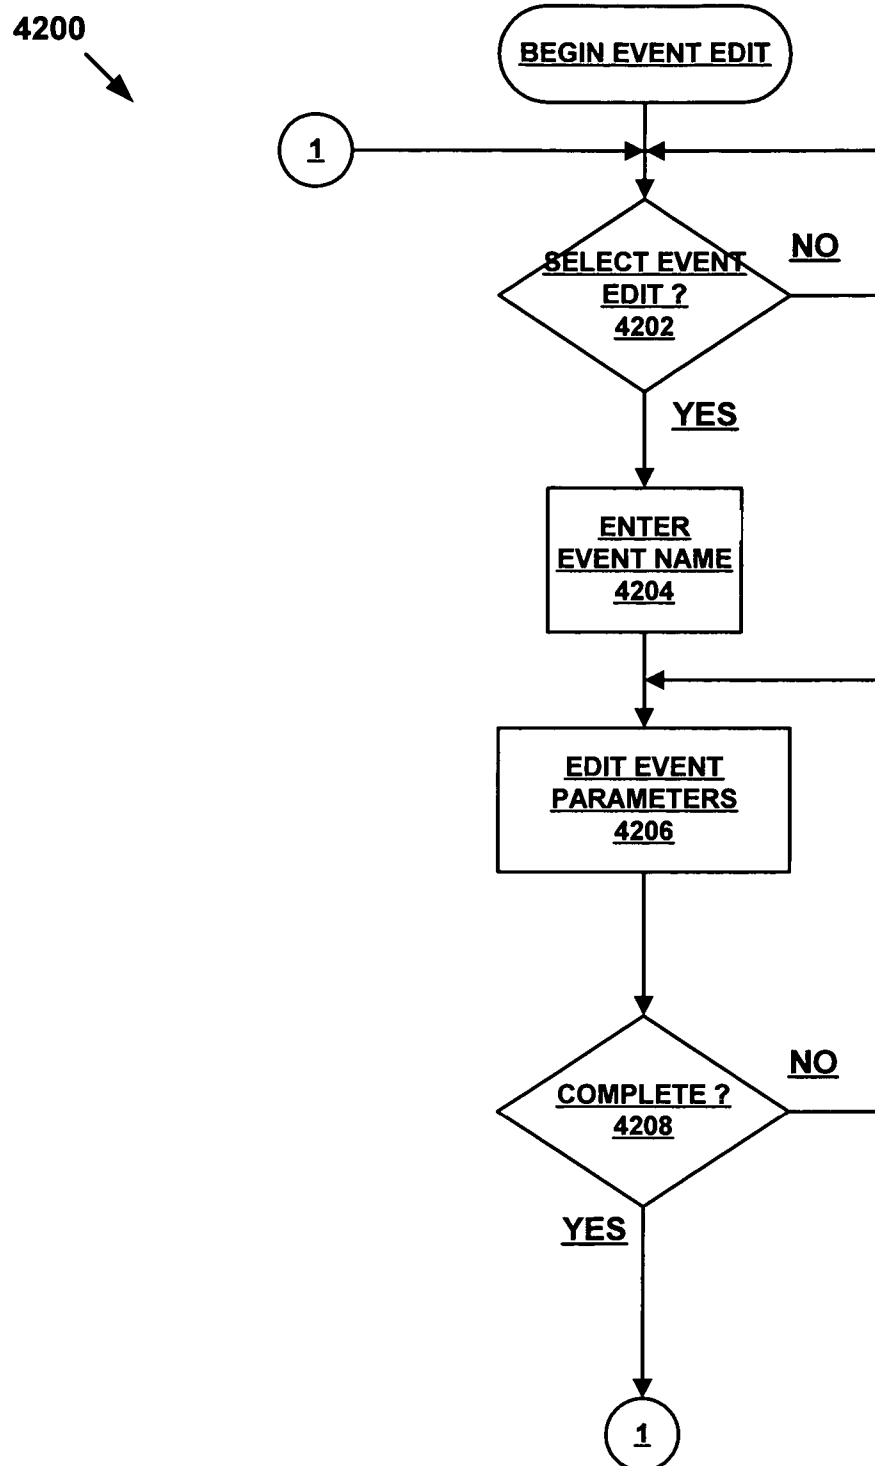 4200
BEGIN EVENT EDIT
1
SELECT EVENT
EDIT ?
4202
NO
YES
ENTER
EVENT NAME
4204
EDIT EVENT
PARAMETERS
4206
COMPLETE ?
4208
NO
YES
1